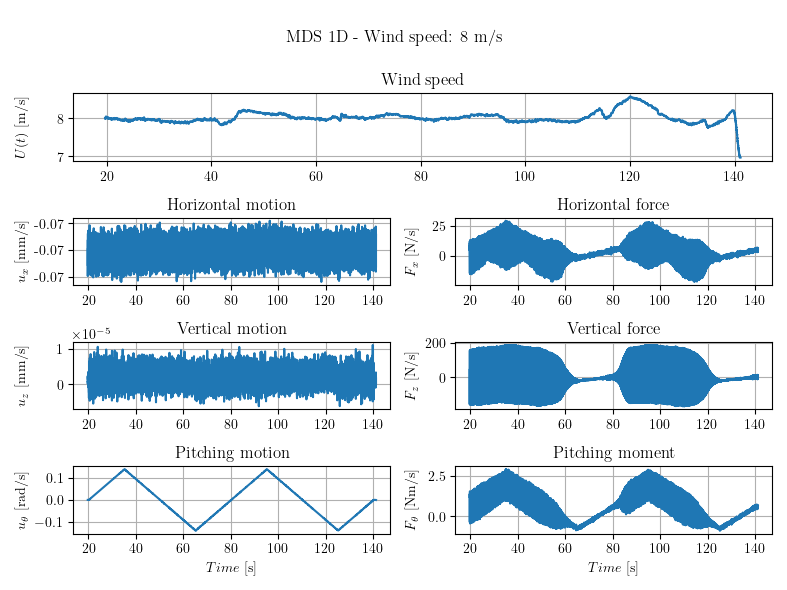 MDS 1D - Wind speed: 8 m/s
Wind speed
U(t) [m/s]
8
7
20 40 60 80 100 120 140
Horizontal motion
u_x [mm/s]
-0.07
-0.07
-0.07
20 40 60 80 100 120 140
Horizontal force
F_x [N/s]
25
0
20 40 60 80 100 120 140
Vertical motion
×10⁻⁵
u_z [mm/s]
1
0
20 40 60 80 100 120 140
Vertical force
F_z [N/s]
200
0
20 40 60 80 100 120 140
Pitching motion
u_θ [rad/s]
0.1
0.0
−0.1
20 40 60 80 100 120 140
Time [s]
Pitching moment
F_θ [Nm/s]
2.5
0.0
20 40 60 80 100 120 140
Time [s]